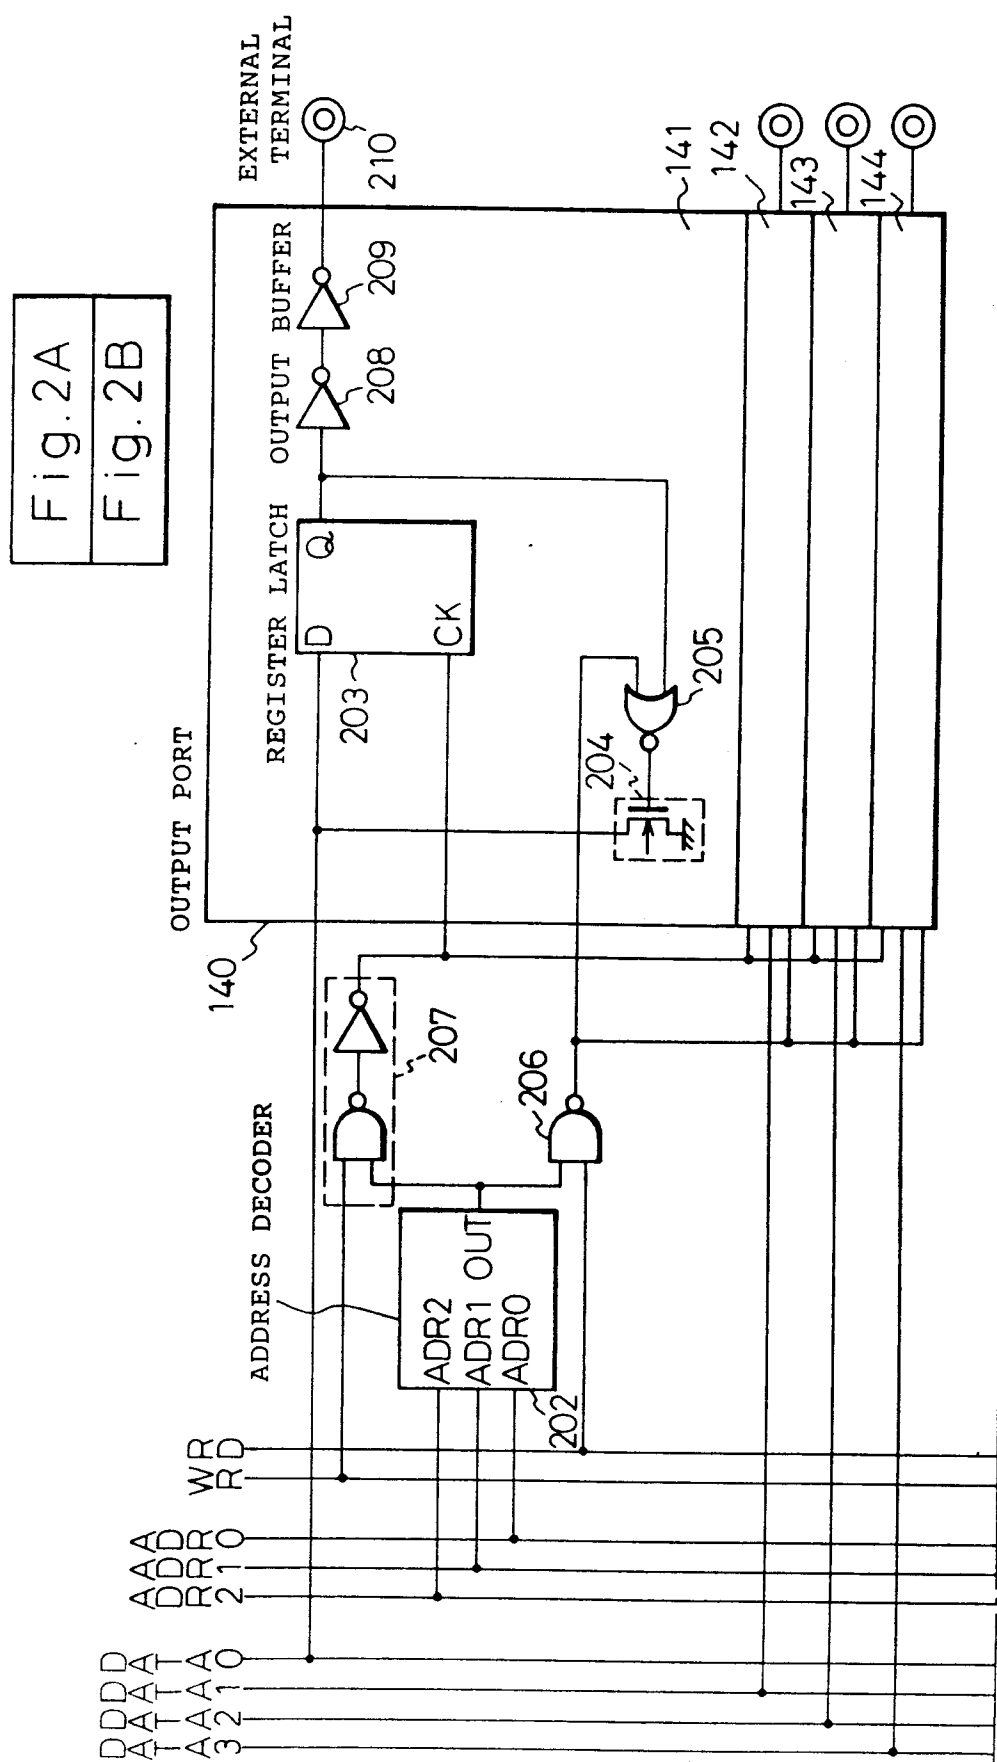 Fig.2A
Fig.2B
OUTPUT PORT
140
REGISTER LATCH
OUTPUT BUFFER
EXTERNAL
TERMINAL
D
Q
CK
203
208
209
210
204
205
141
142
143
144
ADDRESS DECODER
207
206
ADR2
ADR1
ADR0
OUT
202
WR
RD
ADR0
ADR1
ADR2
DATA0
DATA1
DATA2
DATA3